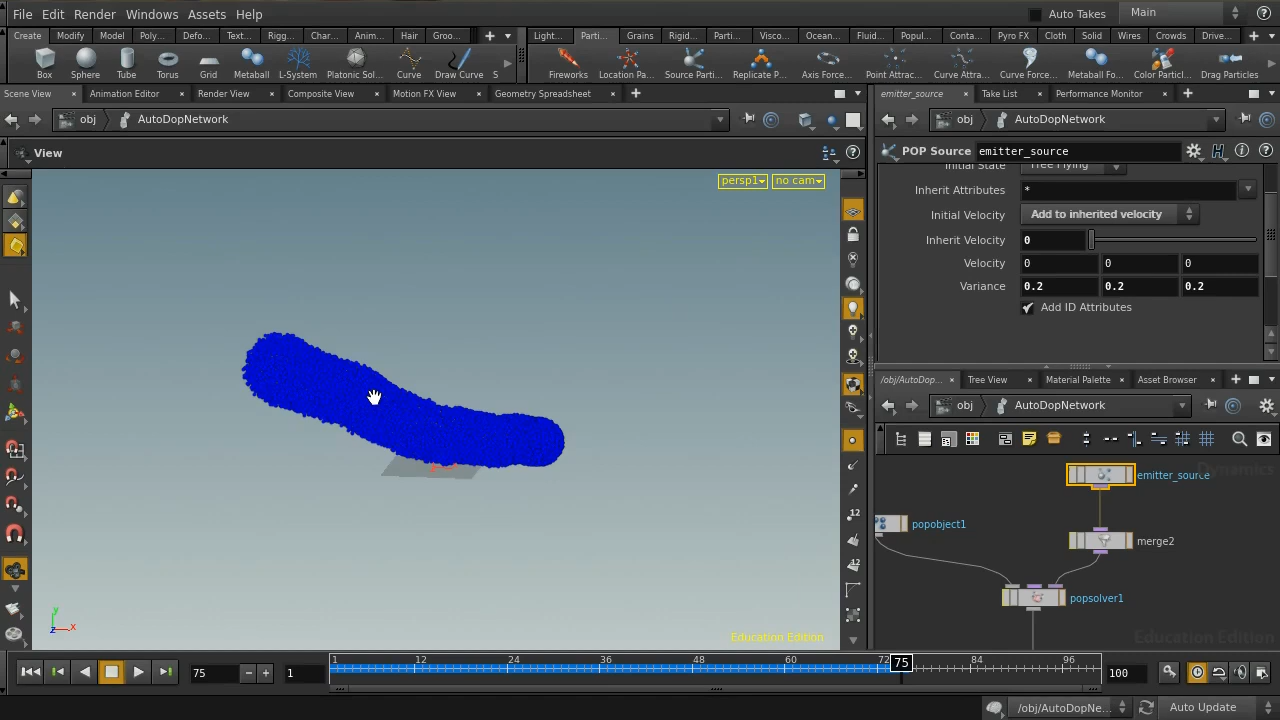 File Edit Render Windows Assets Help Auto Takes Main
Create Modify Model Poly... Defo... Text... Rigg... Char... Anim... Hair Groo... Light... Parti... Grains Rigid... Parti... Visco... Ocean... Fluid... Popul... Conta... Pyro FX Cloth Solid Wires Crowds Drive...
Box Sphere Tube Torus Grid Metaball L-System Platonic Sol... Curve Draw Curve S Fireworks Location Pa... Source Parti... Replicate P... Axis Force... Point Attrac... Curve Attra... Curve Force... Metaball Fo... Color Particl... Drag Particles
Scene View Animation Editor Render View Composite View Motion FX View Geometry Spreadsheet emitter_source Take List Performance Monitor
obj AutoDopNetwork obj AutoDopNetwork
View POP Source emitter_source
persp1 no cam
Inherit Attributes *
Initial Velocity Add to inherited velocity
Inherit Velocity 0
Velocity 0 0 0
Variance 0.2 0.2 0.2
Add ID Attributes
/obj/AutoDop... Tree View Material Palette Asset Browser
obj AutoDopNetwork
Dynamics
emitter_source
popobject1
merge2
popsolver1
12
12
y
z x
Education Edition
Education Edition
1 12 24 36 48 60 72 75 84 96
75 1 100
/obj/AutoDopNe... Auto Update